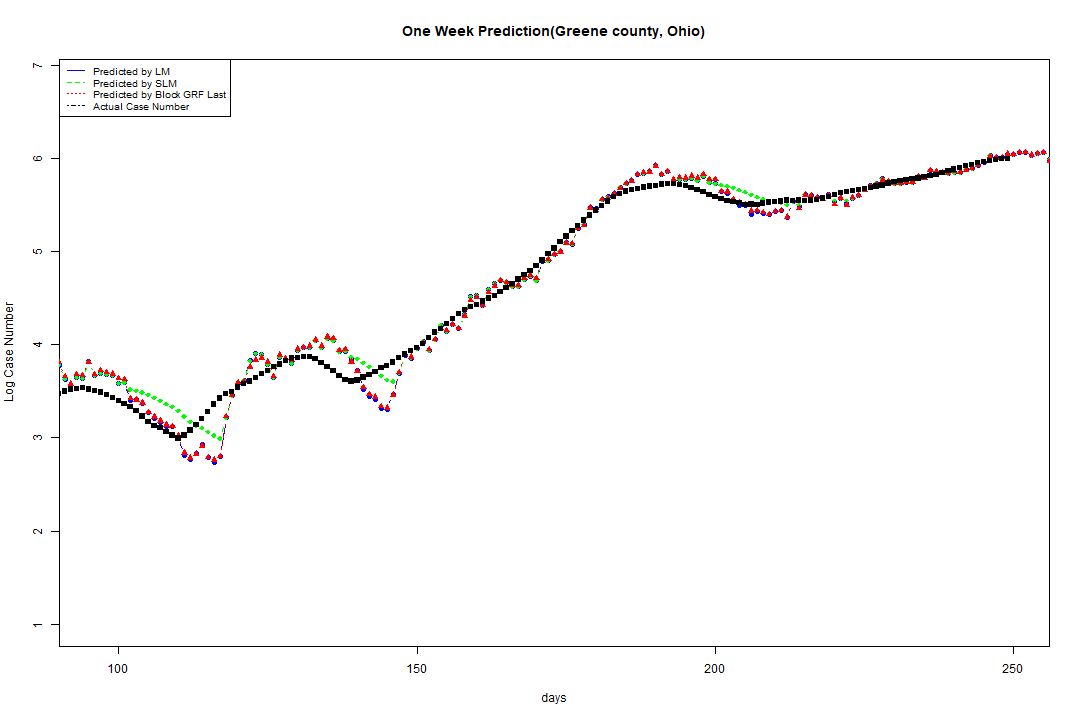 One Week Prediction(Greene county, Ohio)
Predicted by LM
Predicted by SLM
Predicted by Block GRF Last
Actual Case Number
7
6
5
4
3
2
1
Log Case Number
100
150
200
250
days